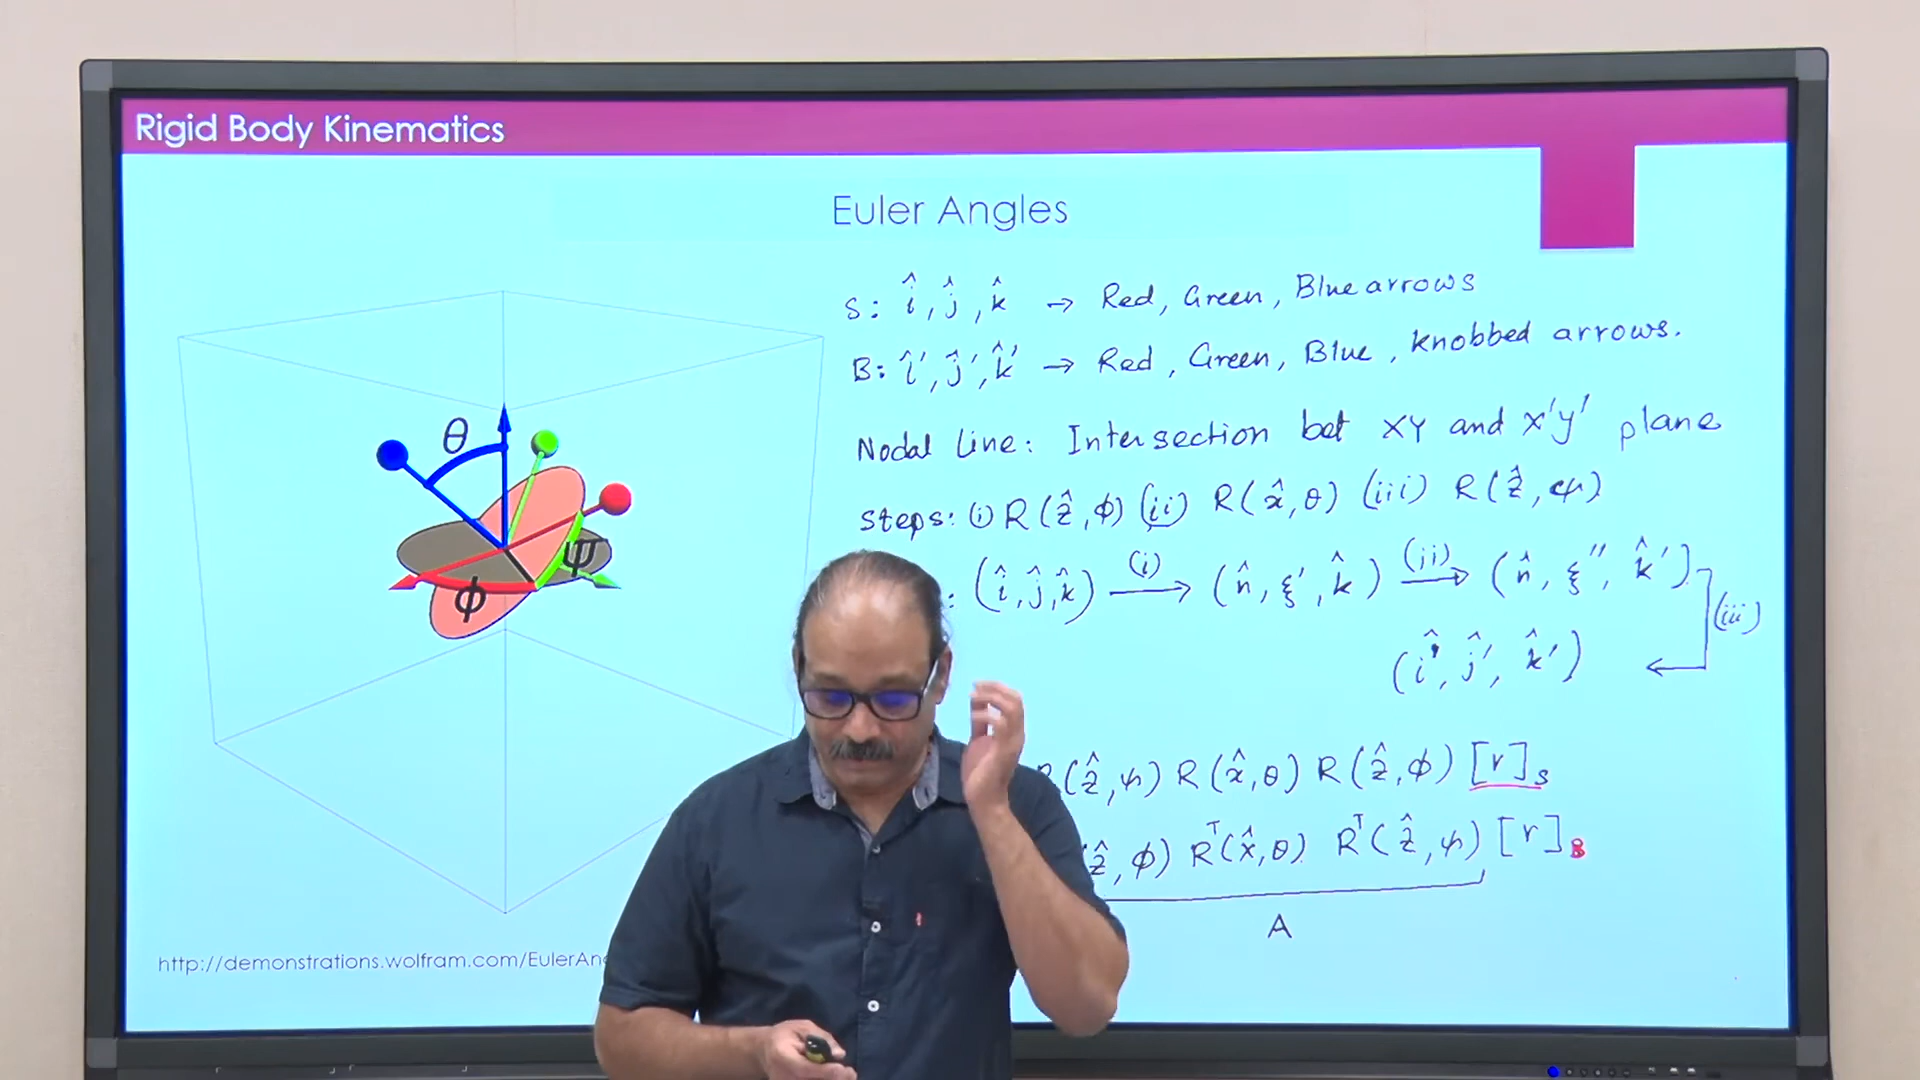 Rigid Body Kinematics
Euler Angles
S: î, ĵ, k̂ → Red, Green, Blue arrows
B: î', ĵ', k̂' → Red, Green, Blue, knobbed arrows.
Nodal Line: Intersection bet XY and x'y' plane
Steps: (i) R(ẑ, ϕ) (ii) R(x̂, θ) (iii) R(ẑ, ψ)
: (î, ĵ, k̂) (i)→ (n̂, ξ', k̂) (ii)→ (n̂, ξ'', k̂')
(iii)
(î', ĵ', k̂')
R(ẑ, ψ) R(x̂, θ) R(ẑ, ϕ) [r]S
(ẑ, ϕ) Rᵀ(x̂, θ) Rᵀ(ẑ, ψ) [r]B
A
θ
ϕ
Ψ
http://demonstrations.wolfram.com/EulerAn